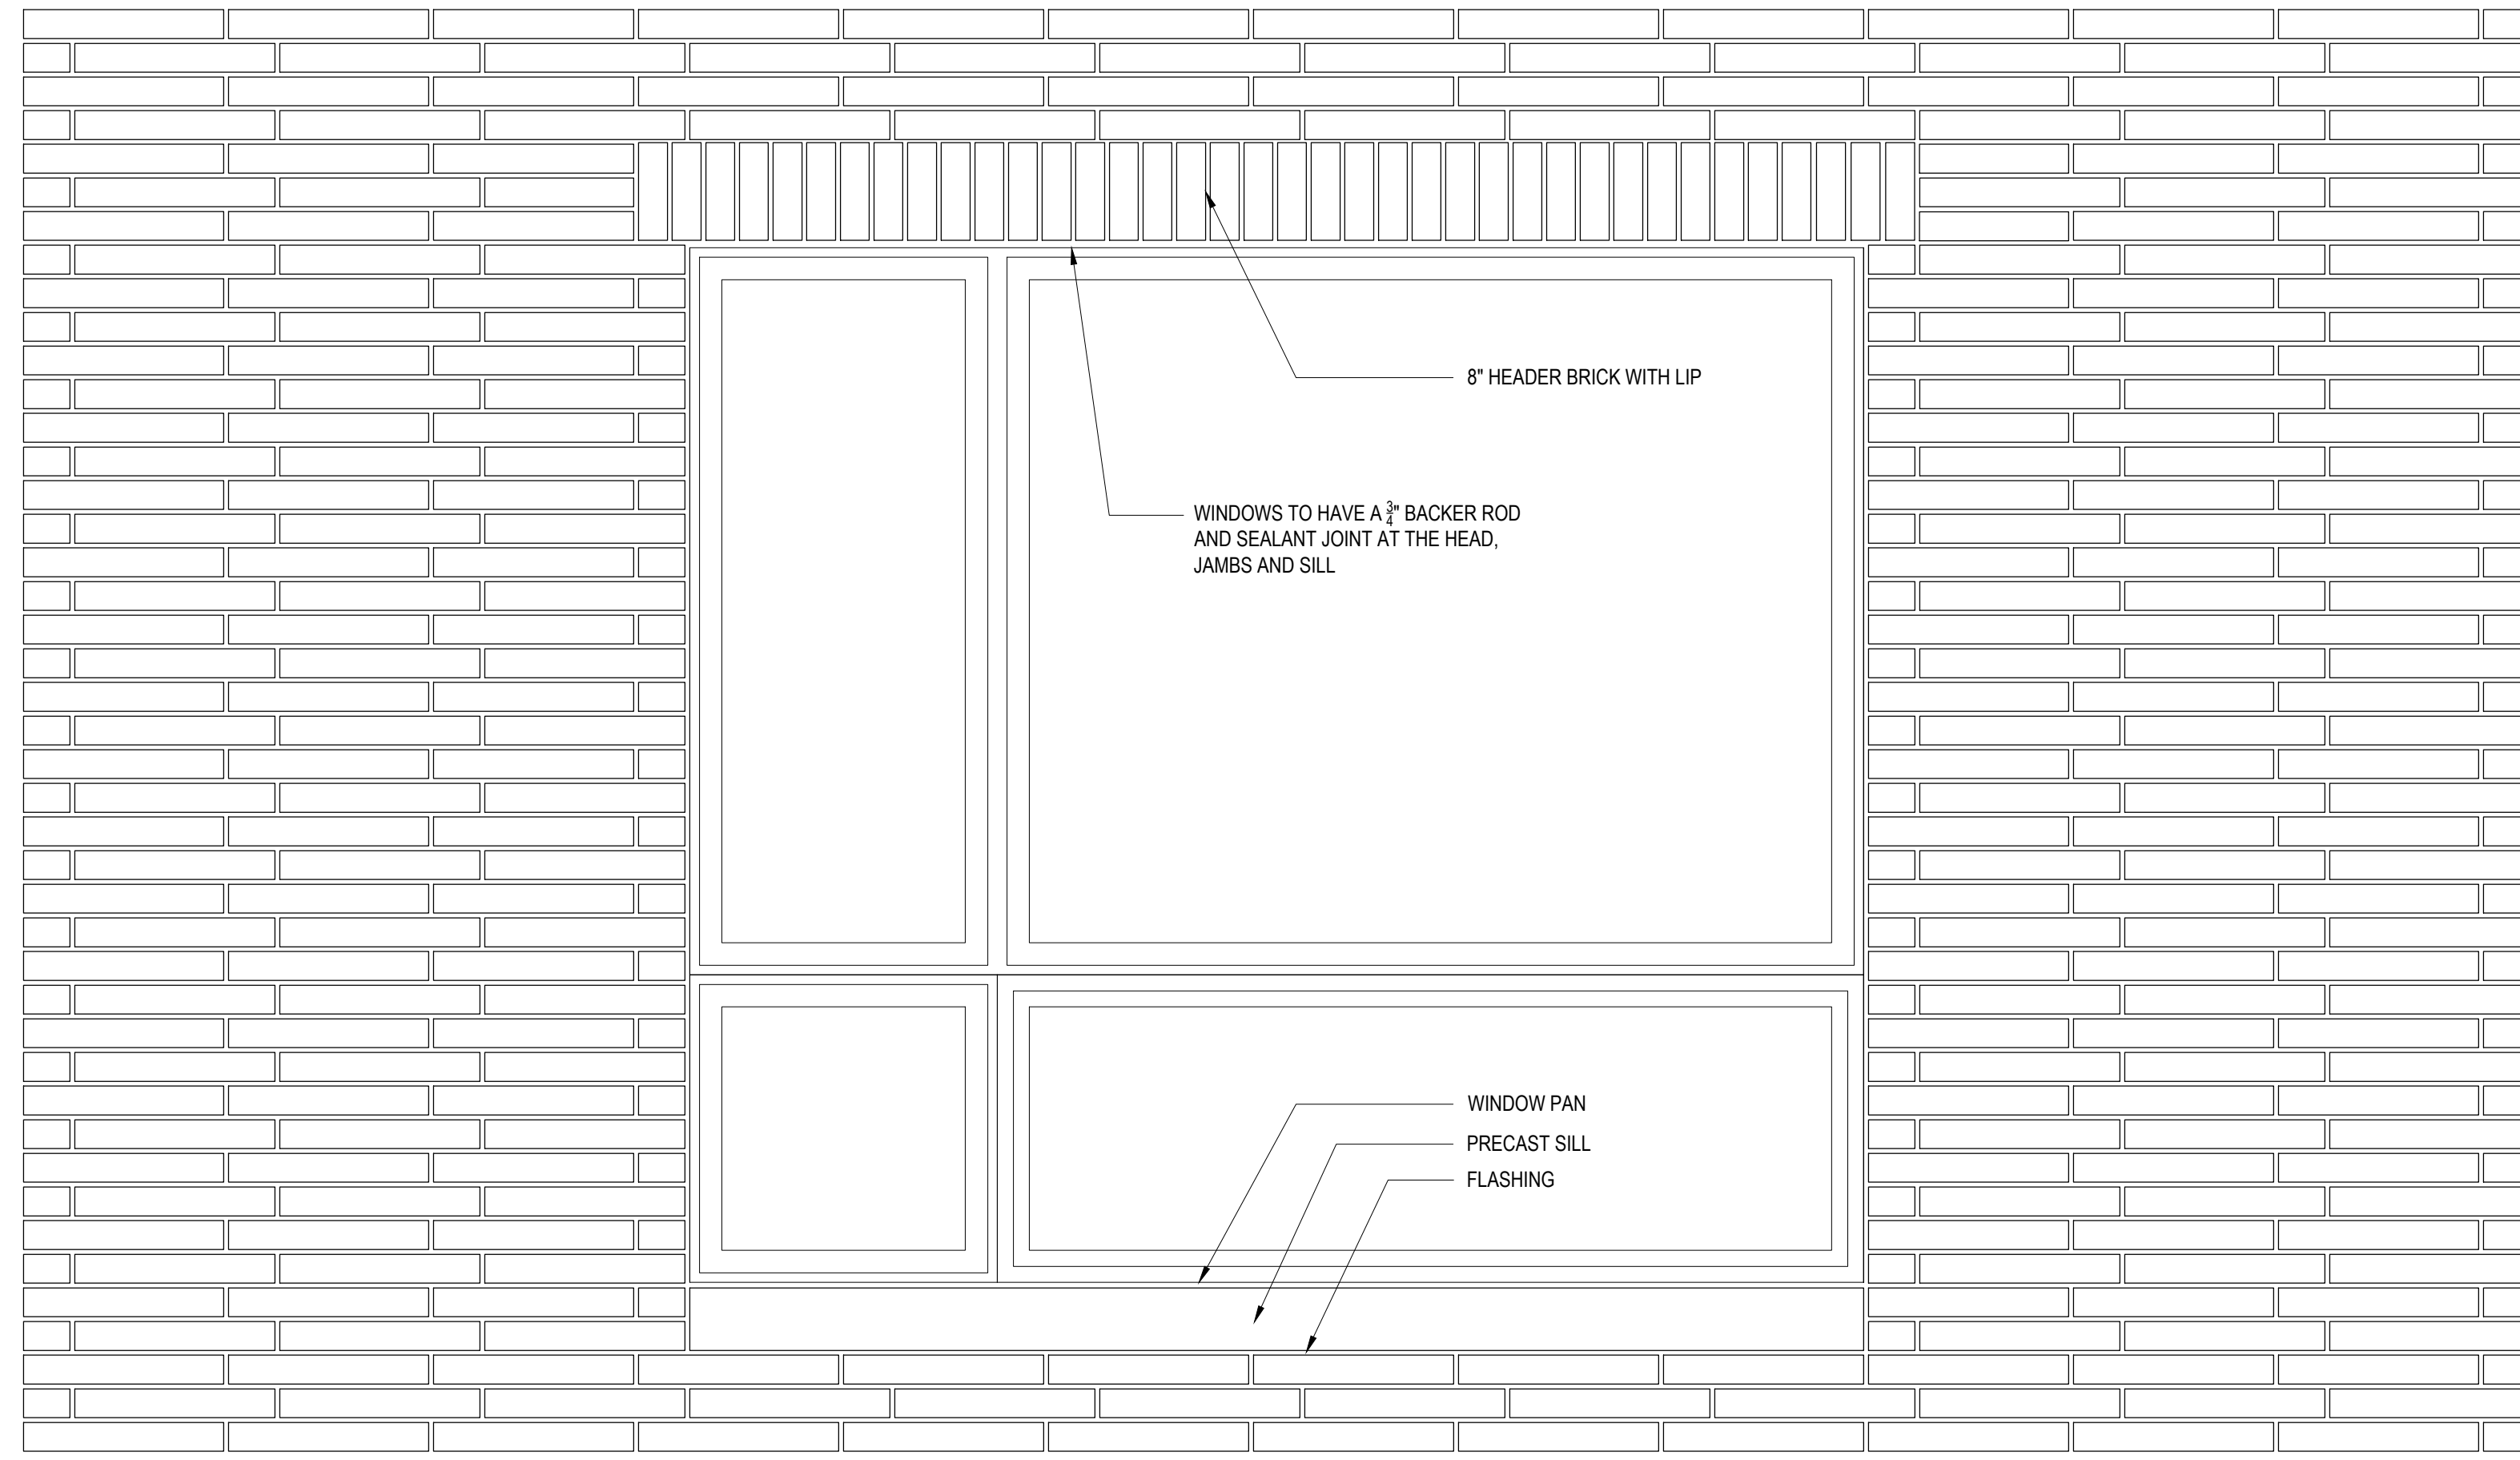 8" HEADER BRICK WITH LIP
WINDOWS TO HAVE A 3/4" BACKER ROD
AND SEALANT JOINT AT THE HEAD,
JAMBS AND SILL
WINDOW PAN
PRECAST SILL
FLASHING